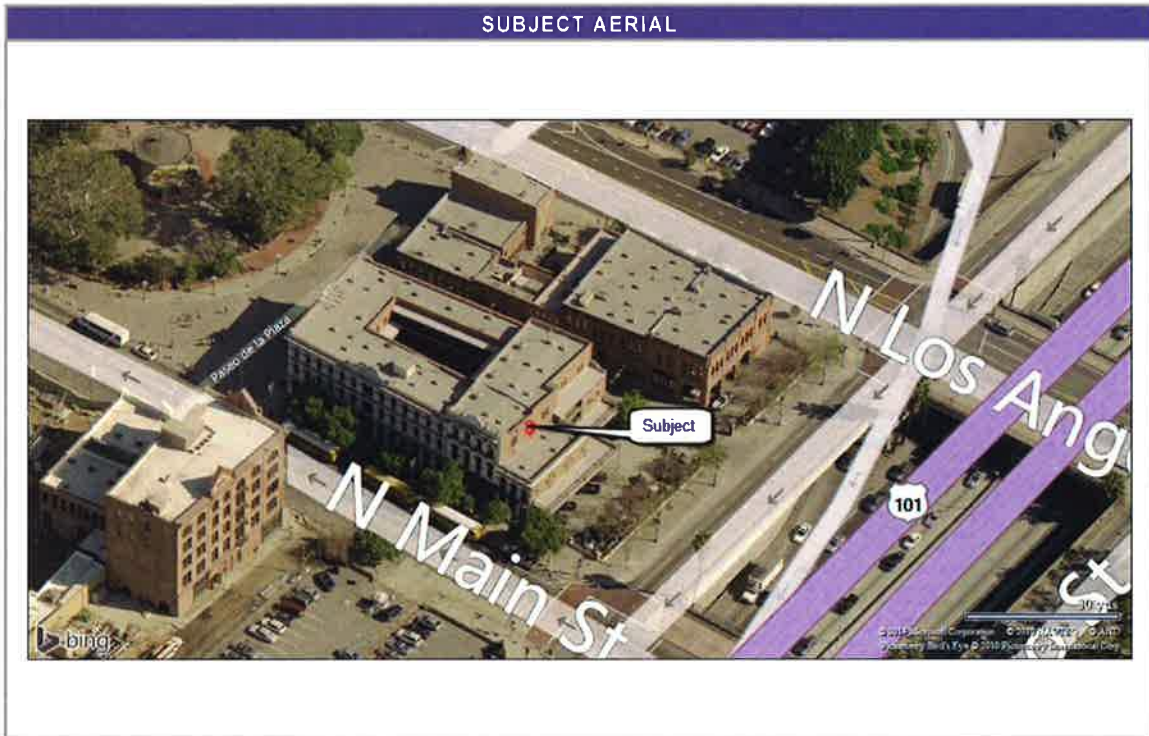 SUBJECT AERIAL
Paseo de la Plaza
N Los Ang
Subject
101
N Main St
St
bing